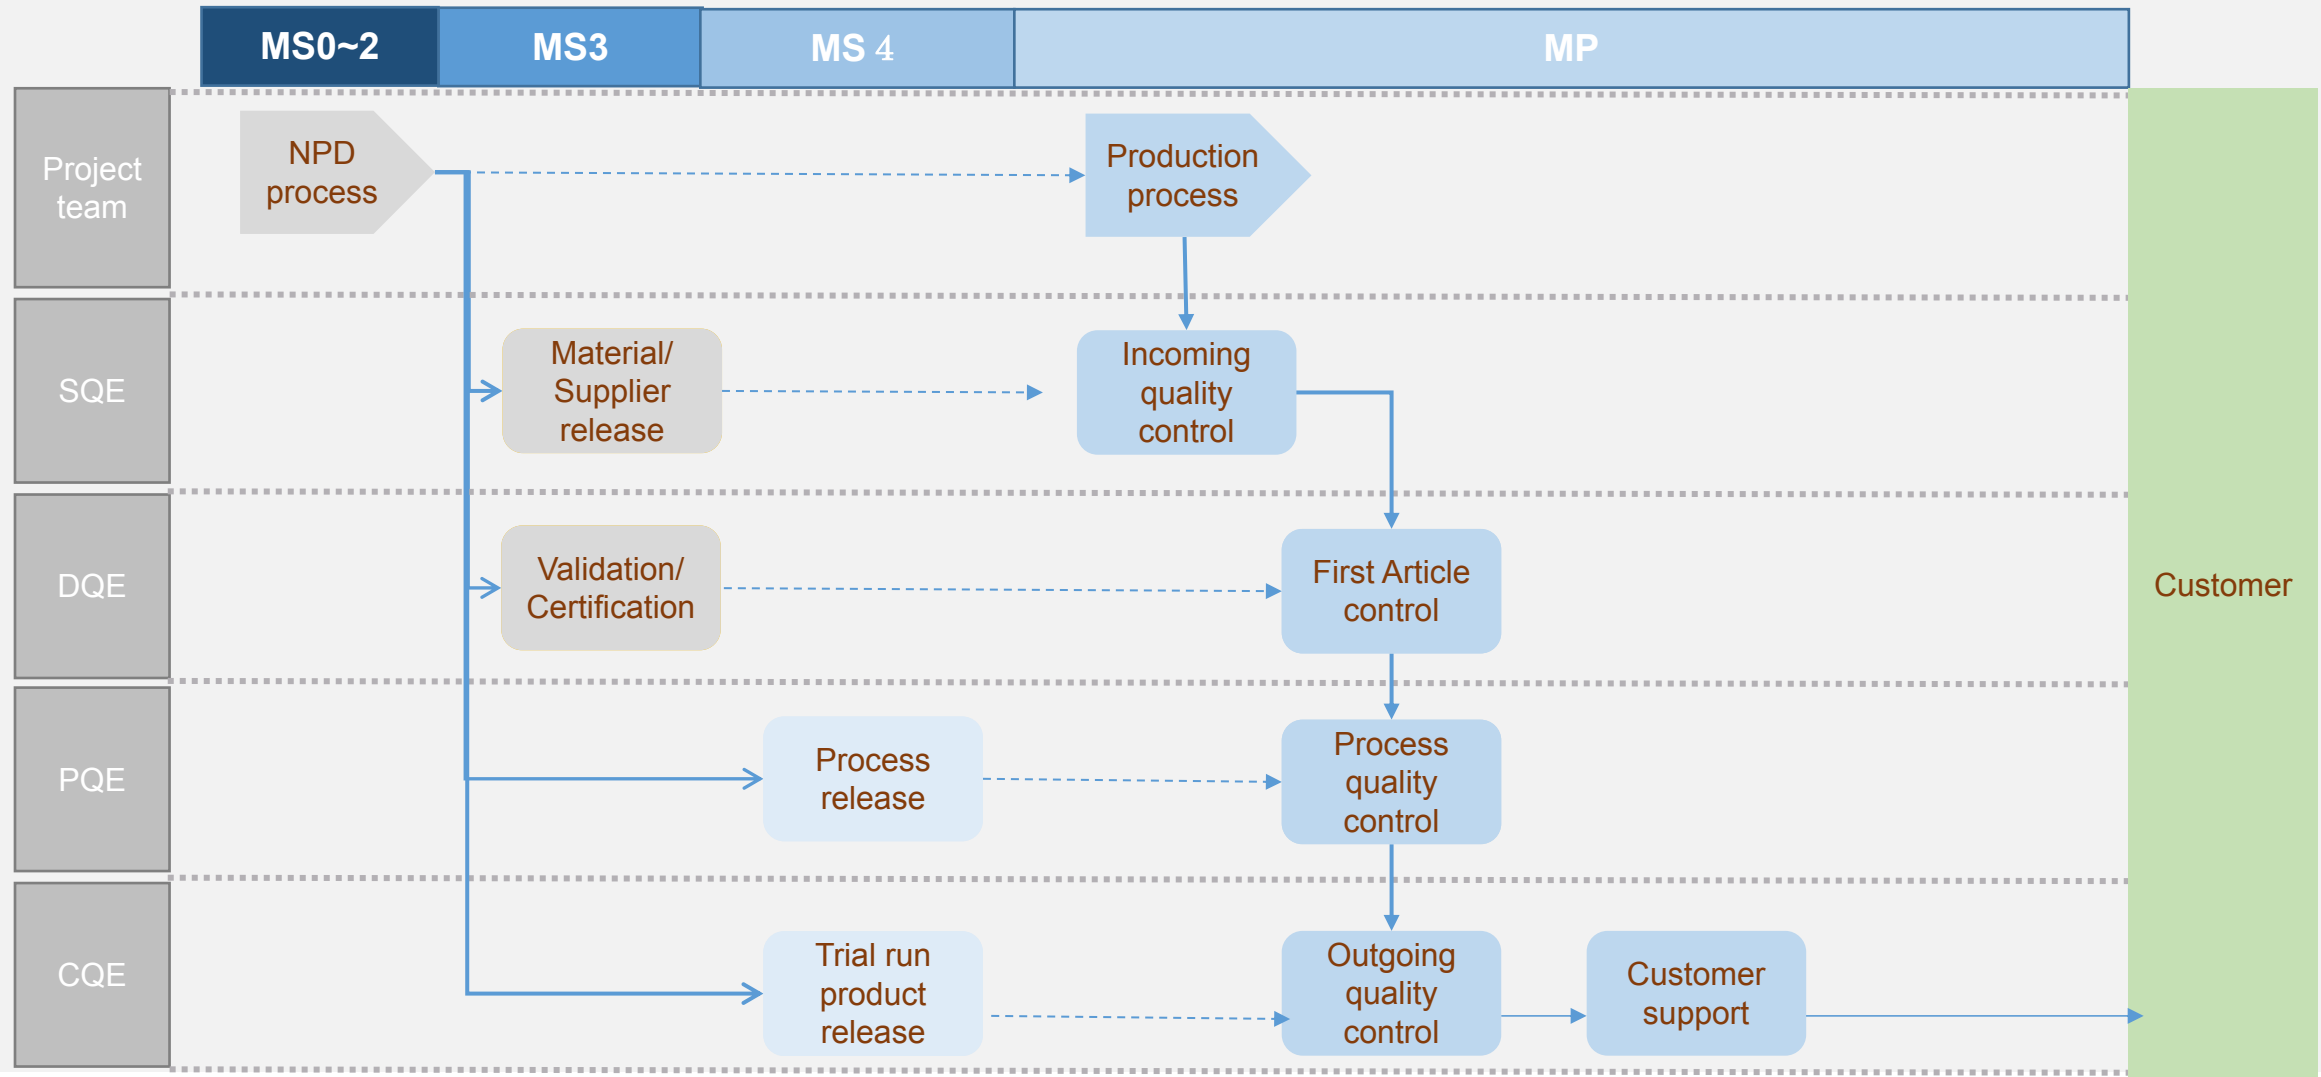 MS0~2
MS3
MS 4
MP
Project
team
NPD
process
Production
process
SQE
Material/
Supplier
release
Incoming
quality
control
DQE
Validation/
Certification
First Article
control
Customer
PQE
Process
release
Process
quality
control
CQE
Trial run
product
release
Outgoing
quality
control
Customer
support